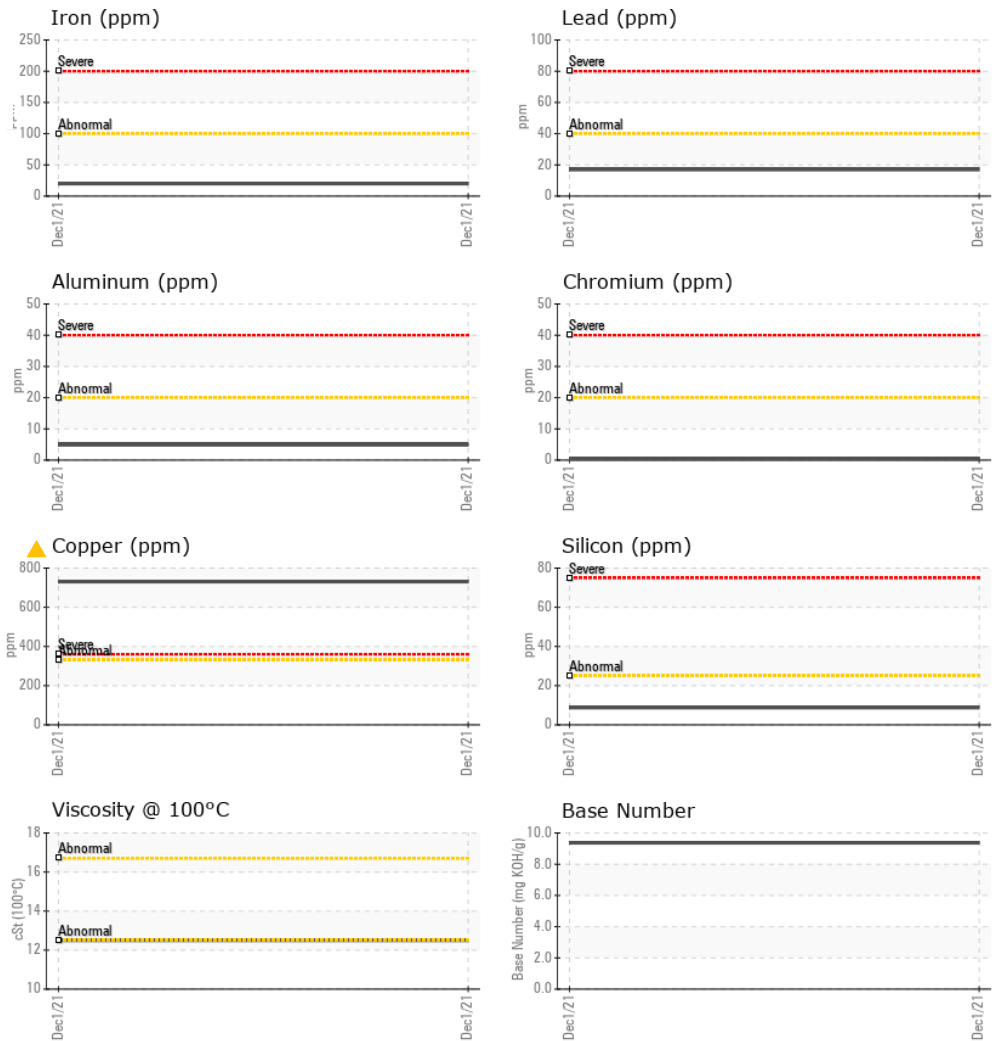 Iron (ppm)
250
200
150
100
50
0
Severe
Abnormal
Dec1/21
Dec1/21
Lead (ppm)
ppm
100
80
60
40
20
0
Severe
Abnormal
Dec1/21
Dec1/21
Aluminum (ppm)
ppm
50
40
30
20
10
0
Severe
Abnormal
Dec1/21
Dec1/21
Chromium (ppm)
ppm
50
40
30
20
10
0
Severe
Abnormal
Dec1/21
Dec1/21
Copper (ppm)
ppm
800
600
400
200
0
Severe
Abnormal
Dec1/21
Dec1/21
Silicon (ppm)
ppm
80
60
40
20
0
Severe
Abnormal
Dec1/21
Dec1/21
Viscosity @ 100°C
cSt (100°C)
18
16
14
12
10
Abnormal
Abnormal
Dec1/21
Dec1/21
Base Number
Base Number (mg KOH/g)
10.0
8.0
6.0
4.0
2.0
0.0
Dec1/21
Dec1/21